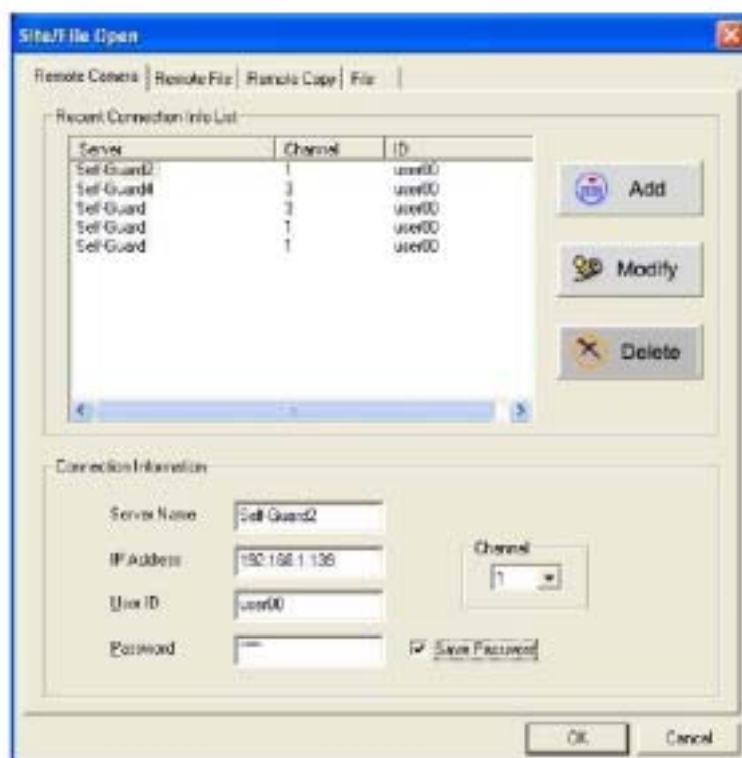 Site/File Open
Remote Camera Remote File Remote Copy File
Recent Connection Info List
Server Channel ID
Self-Guard2 1 user00
Self-Guard4 3 user00
Self-Guard 3 user00
Self-Guard 1 user00
Self-Guard 1 user00
Add
Modify
Delete
Connection Information
Server Name Self-Guard2
IP Address 192.168.1.139
User ID user00
Channel
1
Password ****
Save Password
OK Cancel